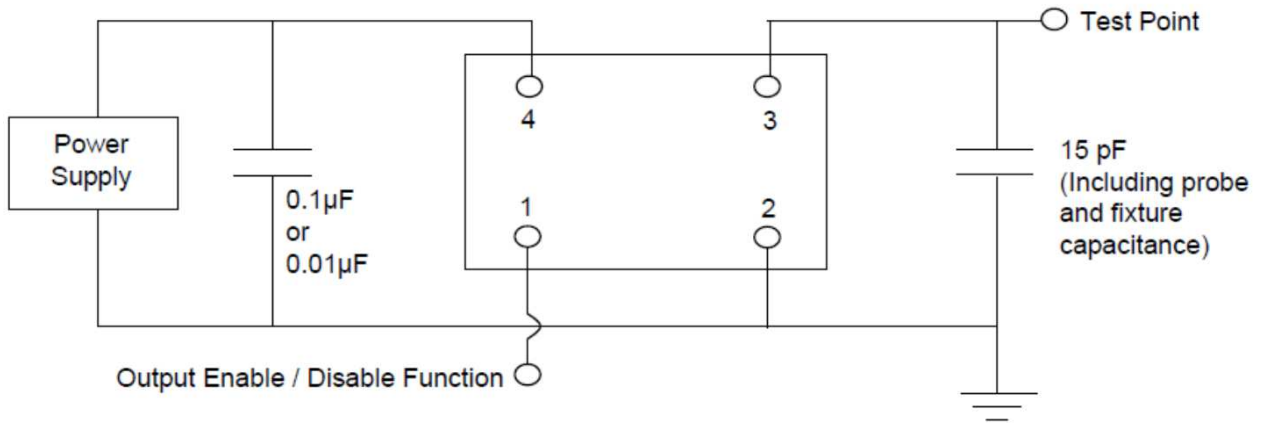 Test Point
Power
Supply
0.1µF
or
0.01µF
4
3
1
2
15 pF
(Including probe
and fixture
capacitance)
Output Enable / Disable Function